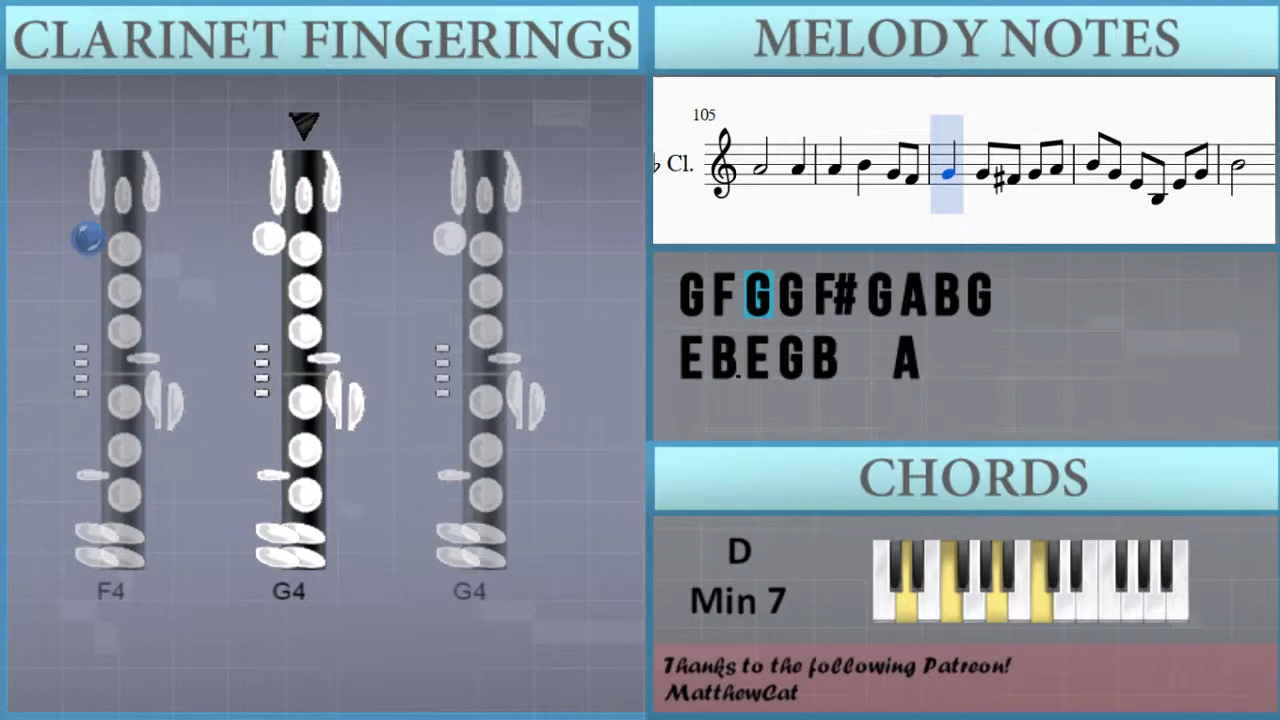 CLARINET FINGERINGS
F4 G4 G4
MELODY NOTES
105
♭ Cl.
G F G G F# G A B G
E B. E G B A
CHORDS
D
Min 7
Thanks to the following Patreon!
MatthewCat